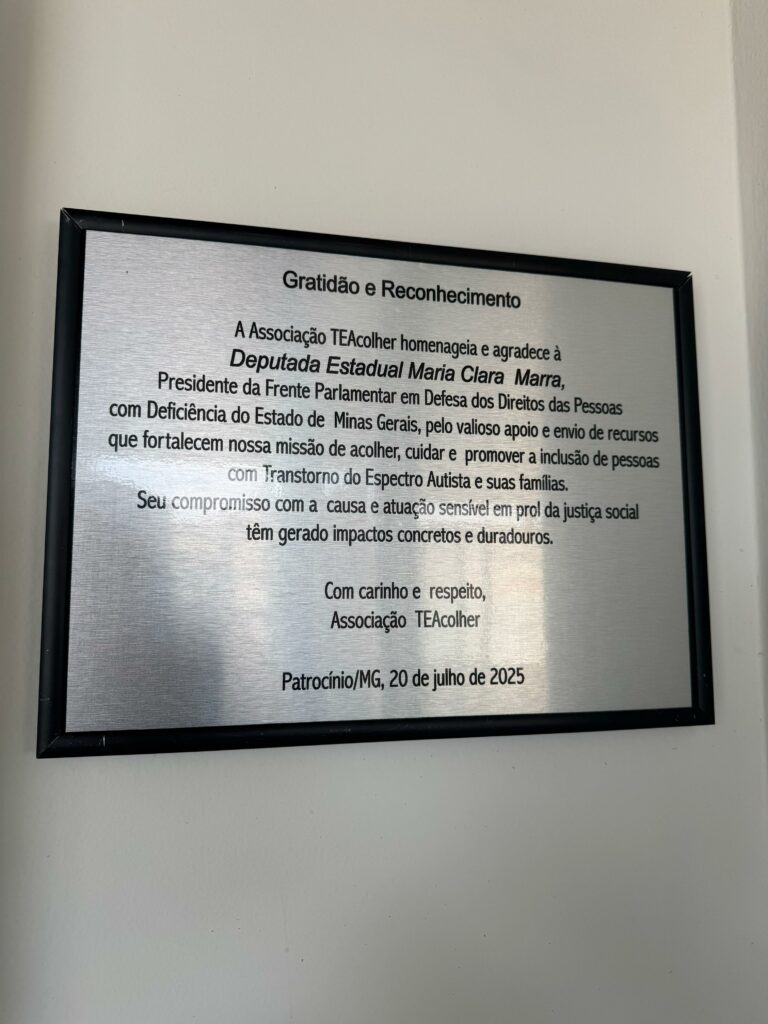 Gratidão e Reconhecimento
A Associação TEAcolher homenageia e agradece à
Deputada Estadual Maria Clara Marra,
Presidente da Frente Parlamentar em Defesa dos Direitos das Pessoas
com Deficiência do Estado de Minas Gerais, pelo valioso apoio e envio de recursos
que fortalecem nossa missão de acolher, cuidar e promover a inclusão de pessoas
com Transtorno do Espectro Autista e suas famílias.
Seu compromisso com a causa e atuação sensível em prol da justiça social
têm gerado impactos concretos e duradouros.
Com carinho e respeito,
Associação TEAcolher
Patrocínio/MG, 20 de julho de 2025